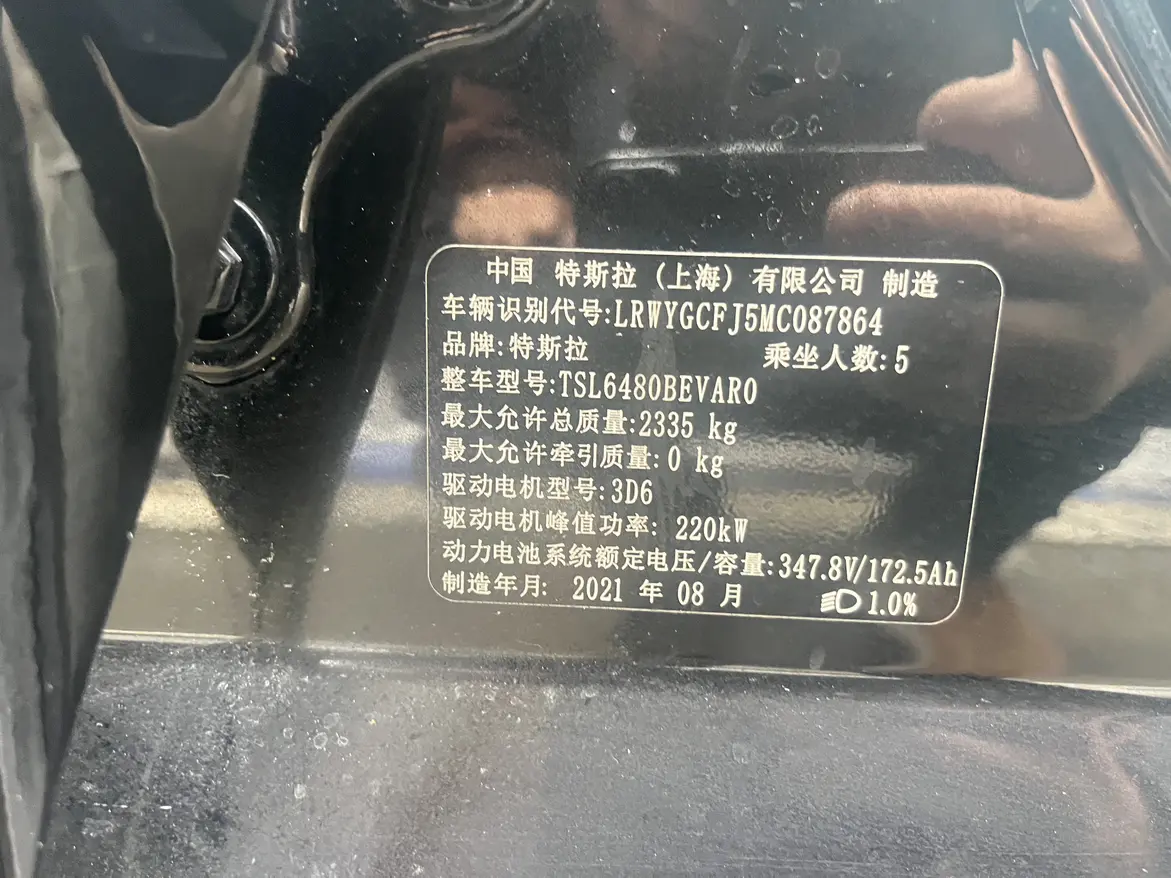 中国 特斯拉（上海）有限公司 制造
车辆识别代号:LRWYGCFJ5MC087864
品牌:特斯拉 乘坐人数:5
整车型号:TSL6480BEVAR0
最大允许总质量:2335 kg
最大允许牵引质量:0 kg
驱动电机型号:3D6
驱动电机峰值功率: 220kW
动力电池系统额定电压/容量:347.8V/172.5Ah
制造年月: 2021 年 08 月 1.0%